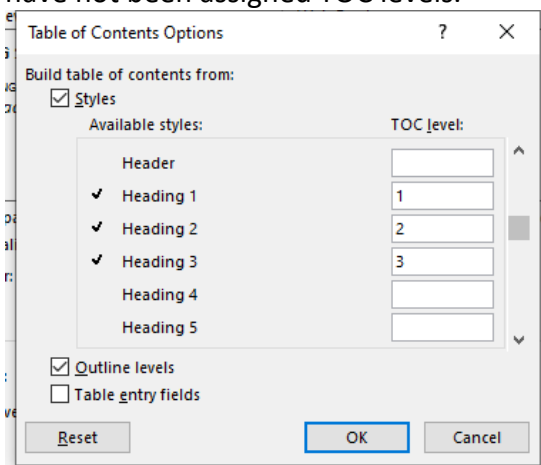 have not been assigned TOC levels.
Table of Contents Options ? ×
Build table of contents from:
Styles
Available styles: TOC level:
Header
Heading 1 1
Heading 2 2
Heading 3 3
Heading 4
Heading 5
Outline levels
Table entry fields
Reset OK Cancel